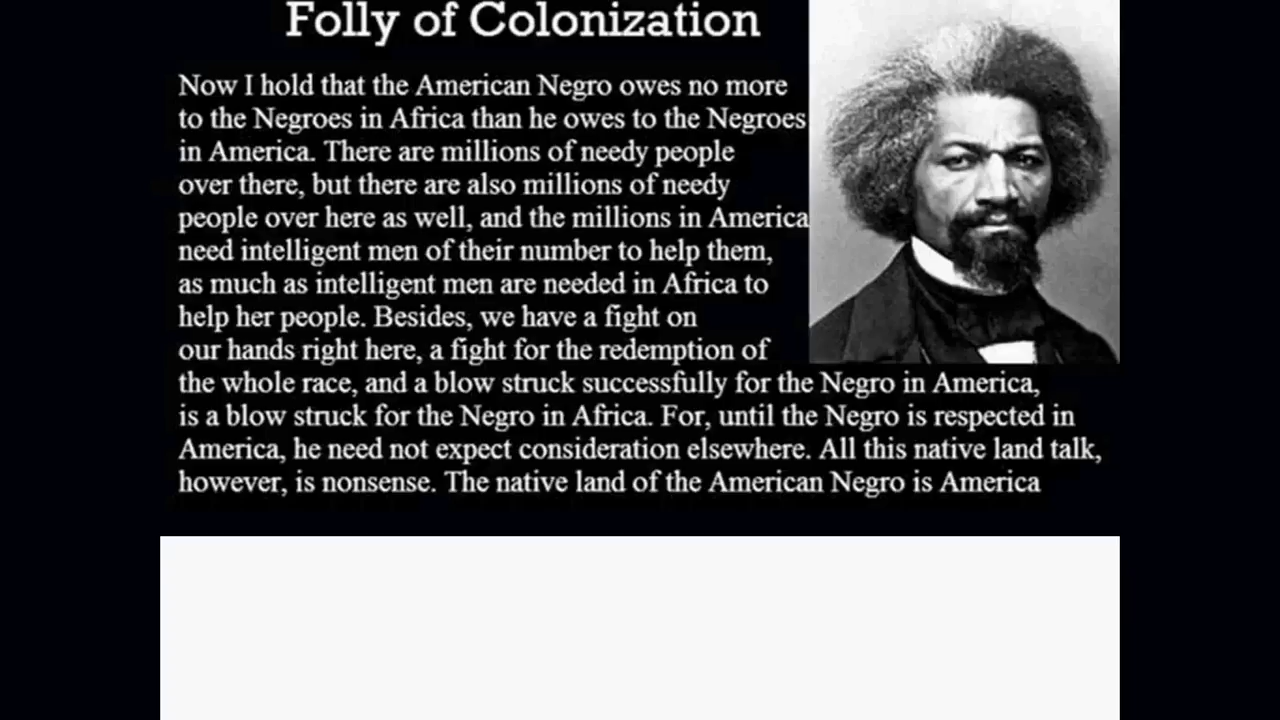 Folly of Colonization
Now I hold that the American Negro owes no more
to the Negroes in Africa than he owes to the Negroes
in America. There are millions of needy people
over there, but there are also millions of needy
people over here as well, and the millions in America
need intelligent men of their number to help them,
as much as intelligent men are needed in Africa to
help her people. Besides, we have a fight on
our hands right here, a fight for the redemption of
the whole race, and a blow struck successfully for the Negro in America,
is a blow struck for the Negro in Africa. For, until the Negro is respected in
America, he need not expect consideration elsewhere. All this native land talk,
however, is nonsense. The native land of the American Negro is America